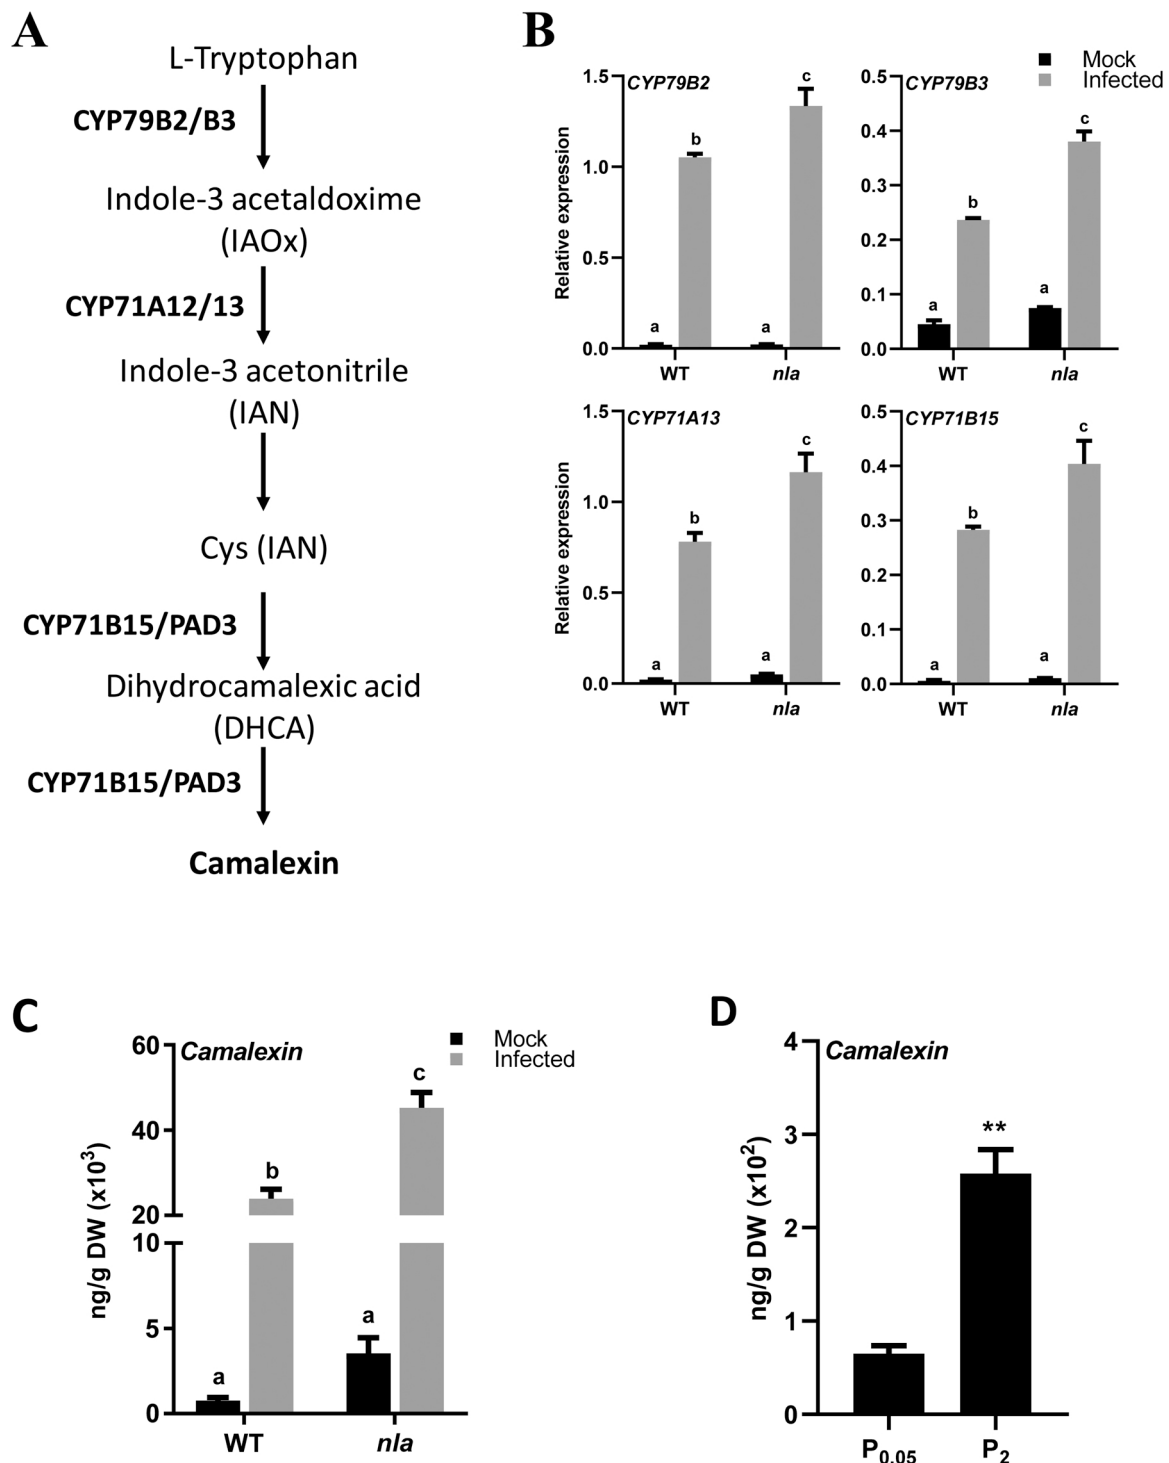 A
L-Tryptophan
CYP79B2/B3
Indole-3 acetaldoxime
(IAOx)
CYP71A12/13
Indole-3 acetonitrile
(IAN)
Cys (IAN)
CYP71B15/PAD3
Dihydrocamalexic acid
(DHCA)
CYP71B15/PAD3
Camalexin
B
Mock
Infected
CYP79B2
Relative expression
1.5
1.0
0.5
0.0
a
b
a
c
WT
nla
CYP79B3
0.5
0.4
0.3
0.2
0.1
0.0
a
b
a
c
WT
nla
CYP71A13
Relative expression
1.5
1.0
0.5
0.0
a
b
a
c
WT
nla
CYP71B15
0.5
0.4
0.3
0.2
0.1
0.0
a
b
a
c
WT
nla
C
Camalexin
Mock
Infected
ng/g DW (x10³)
60
40
20
10
5
0
a
b
a
c
WT
nla
D
Camalexin
ng/g DW (x10²)
4
3
2
1
0
**
P0.05
P2